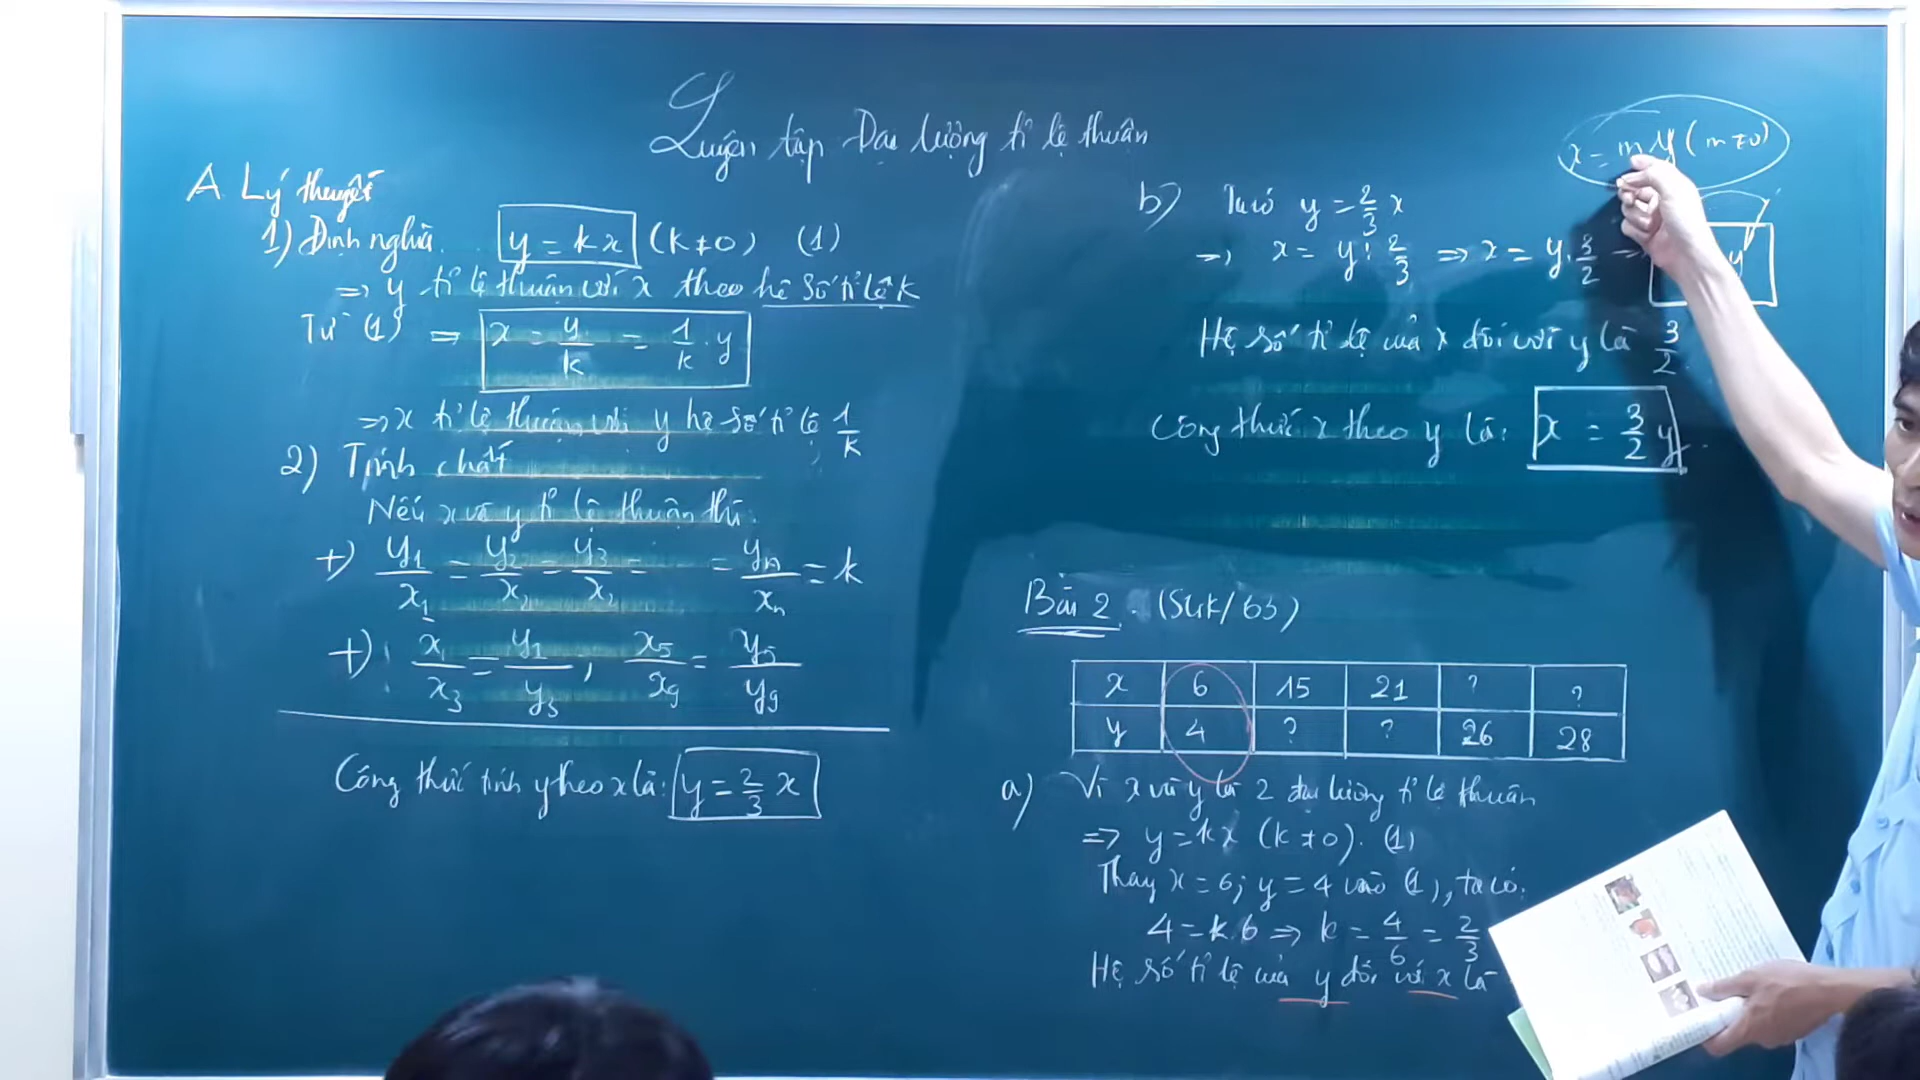 Luyện tập Đại lượng tỉ lệ thuận
A Lý thuyết
1) Định nghĩa. y = kx (k ≠ 0) (1)
=> y tỉ lệ thuận với x theo hệ số tỉ lệ k
Từ (1) => x = y/k = 1/k . y
=> x tỉ lệ thuận với y hệ số tỉ lệ 1/k
2) Tính chất
Nếu x và y tỉ lệ thuận thì:
+) y1/x1 = y2/x2 = y3/x3 = = yn/xn = k
+) x1/x3 = y1/y3 ; x5/x9 = y5/y9
Công thức tính y theo x là: y = 2/3 x
x = my (m ≠ 0)
b) Ta có y = 2/3 x
=> x = y : 2/3 => x = y . 3/2 =>
y
Hệ số tỉ lệ của x đối với y là 3/2.
Công thức x theo y là: x = 3/2 y.
Bài 2. (SGK/63)
x 6 15 21 ? ?
y 4 ? ? 26 28
a) Vì x và y là 2 đại lượng tỉ lệ thuận
=> y = kx (k ≠ 0). (1)
Thay x = 6; y = 4 vào (1), ta có:
4 = k.6 => k = 4/6 = 2/3
Hệ số tỉ lệ của y đối với x là